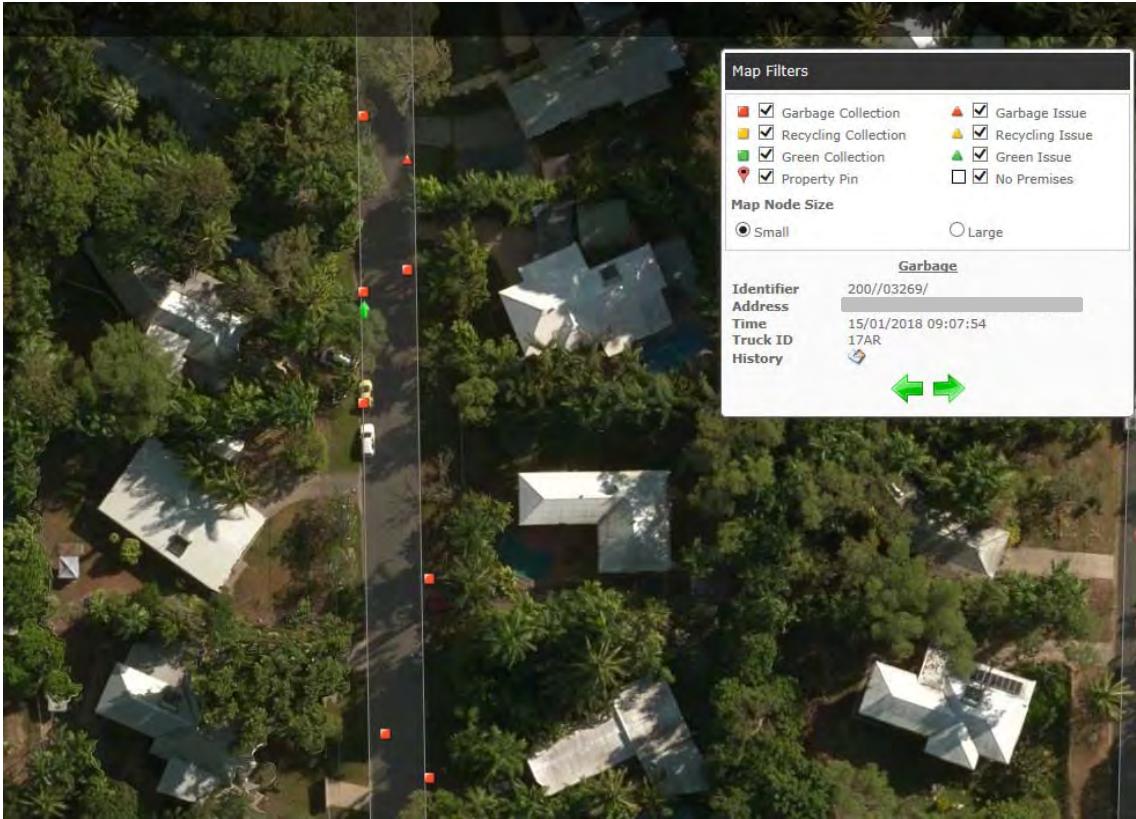 Map Filters
Garbage Collection Garbage Issue
Recycling Collection Recycling Issue
Green Collection Green Issue
Property Pin No Premises
Map Node Size
Small Large
Garbage
Identifier 200//03269/
Address
Time 15/01/2018 09:07:54
Truck ID 17AR
History